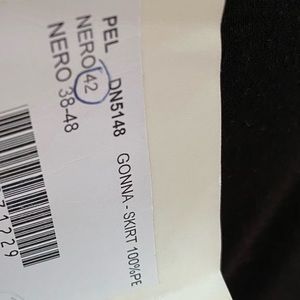 PEL DN5148
NERO 42 GONNA - SKIRT 100%PE
NERO 38-48
71229